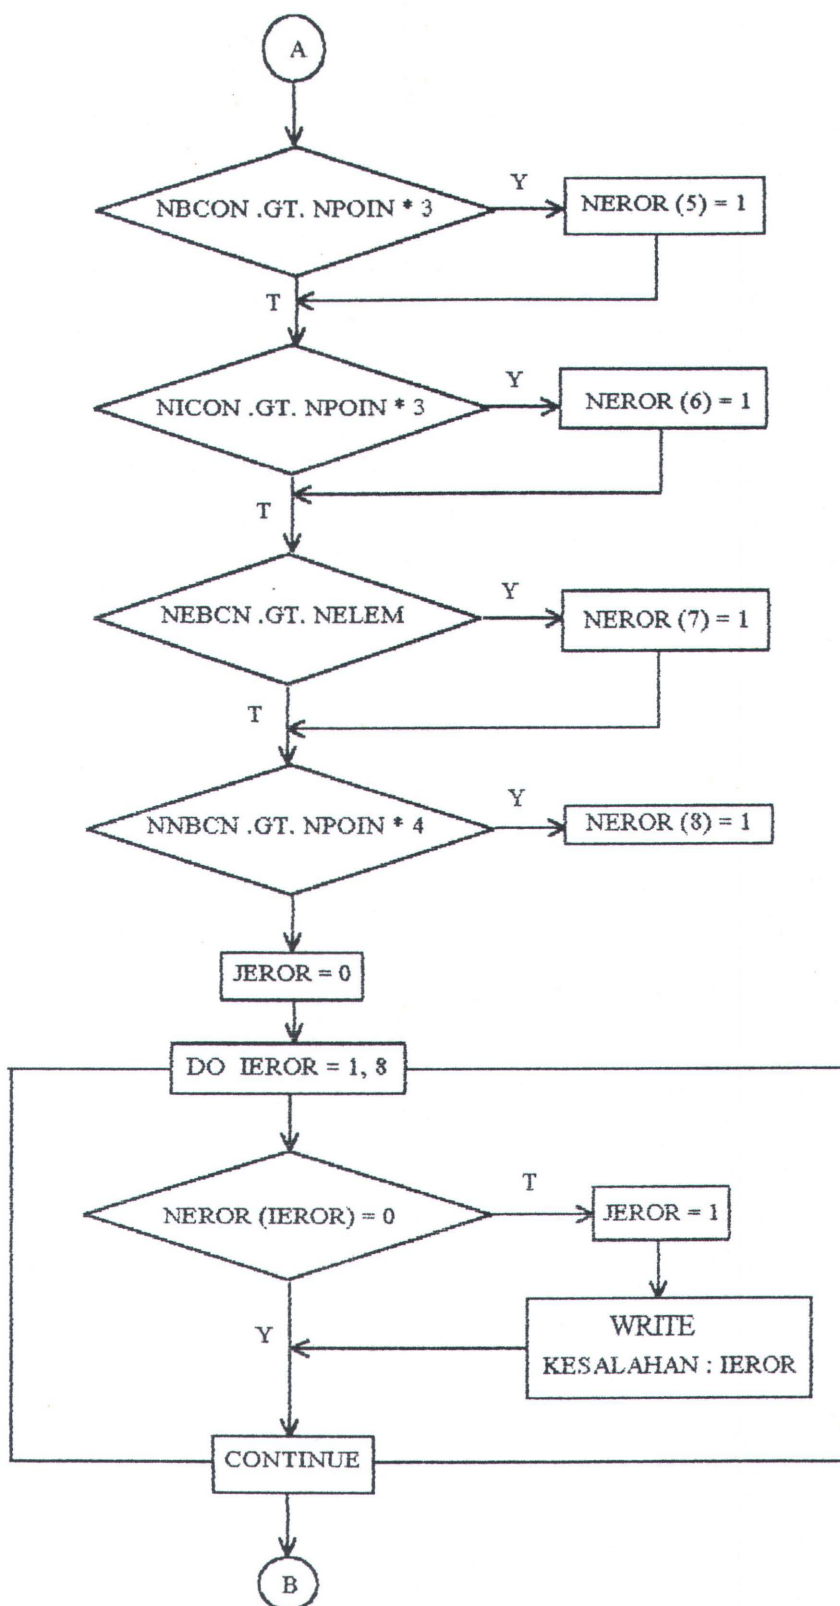 A
NBCON .GT. NPOIN * 3
Y
NEROR (5) = 1
T
NICON .GT. NPOIN * 3
Y
NEROR (6) = 1
T
NEBCN .GT. NELEM
Y
NEROR (7) = 1
T
NNBCN .GT. NPOIN * 4
Y
NEROR (8) = 1
JEROR = 0
DO IEROR = 1, 8
NEROR (IEROR) = 0
T
JEROR = 1
Y
WRITE
KESALAHAN : IEROR
CONTINUE
B